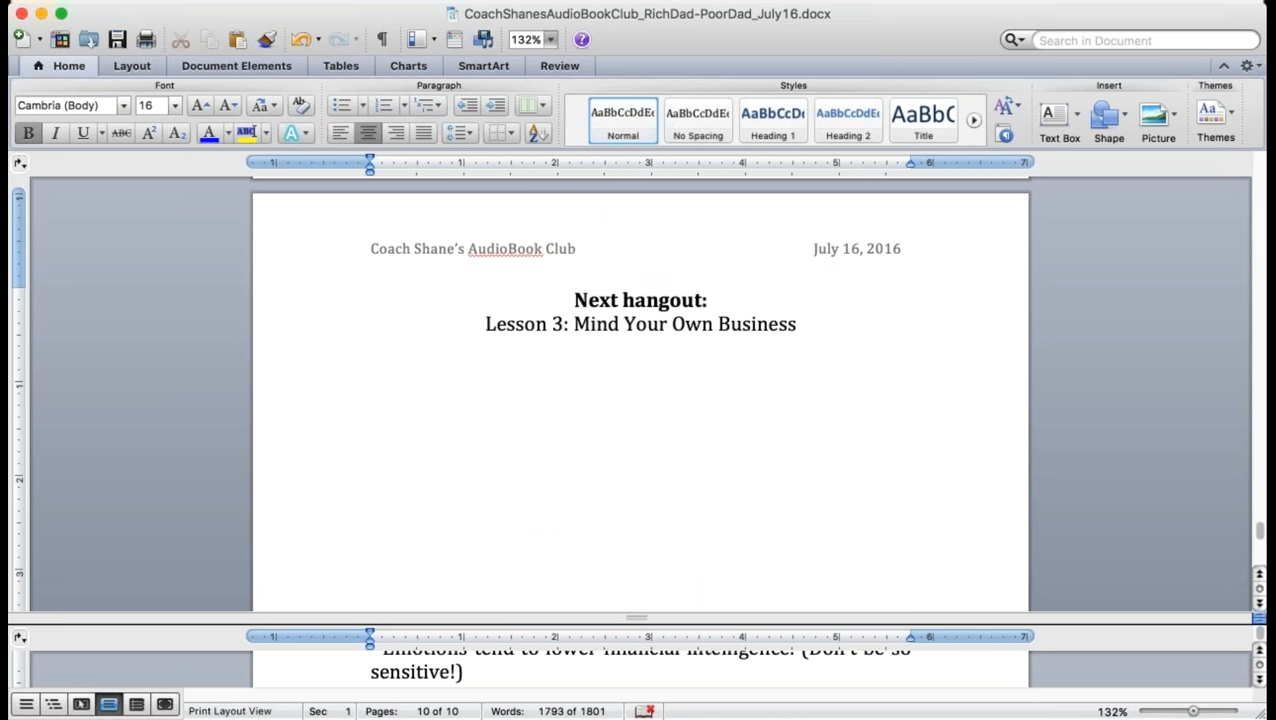 CoachShanesAudioBookClub_RichDad-PoorDad_July16.docx
132%
Search in Document
Home Layout Document Elements Tables Charts SmartArt Review
Font Paragraph Styles Insert Themes
Cambria (Body) 16
AaBbCcDdEe AaBbCcDdEe AaBbCcDc AaBbCcDdEe AaBbC
Normal No Spacing Heading 1 Heading 2 Title
Text Box Shape Picture Themes
Coach Shane's AudioBook Club July 16, 2016
Next hangout:
Lesson 3: Mind Your Own Business
Emotions tend to lower financial intelligence! (Don't be so
sensitive!)
Print Layout View Sec 1 Pages: 10 of 10 Words: 1793 of 1801 132%